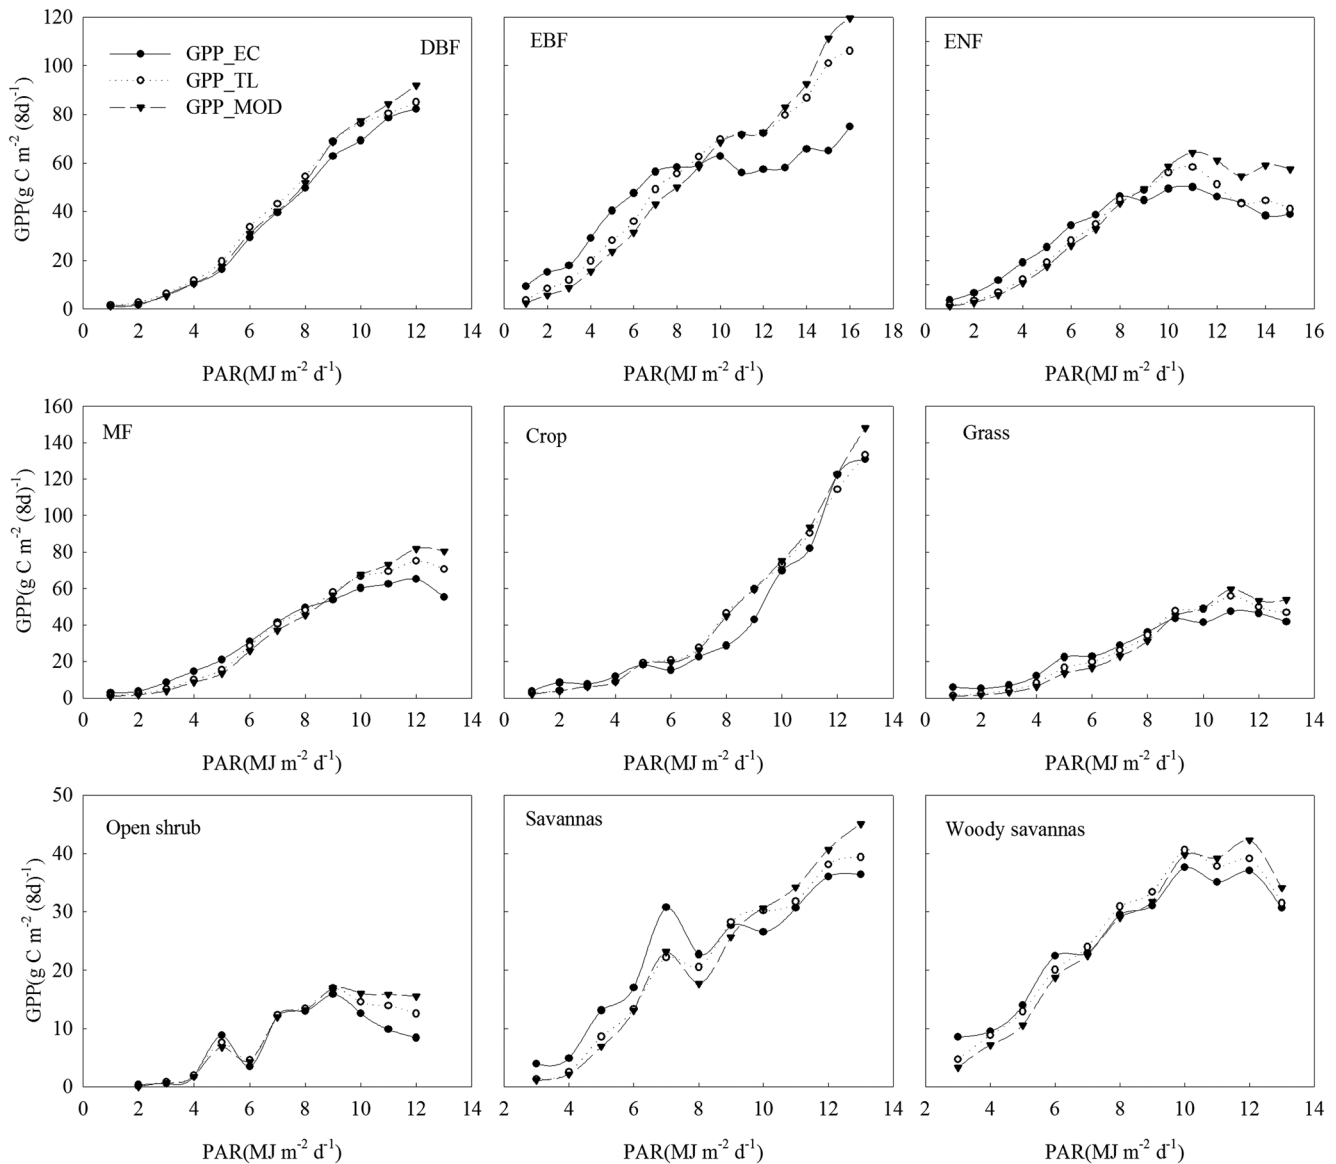 120
100
80
60
40
20
0
GPP(g C m-2 (8d)-1)
GPP_EC
GPP_TL
GPP_MOD
DBF
0 2 4 6 8 10 12 14
PAR(MJ m-2 d-1)
EBF
0 2 4 6 8 10 12 14 16 18
PAR(MJ m-2 d-1)
ENF
0 2 4 6 8 10 12 14 16
PAR(MJ m-2 d-1)
160
140
120
100
80
60
40
20
0
GPP(g C m-2 (8d)-1)
MF
0 2 4 6 8 10 12 14
PAR(MJ m-2 d-1)
Crop
0 2 4 6 8 10 12 14
PAR(MJ m-2 d-1)
Grass
0 2 4 6 8 10 12 14
PAR(MJ m-2 d-1)
50
40
30
20
10
0
GPP(g C m-2 (8d)-1)
Open shrub
0 2 4 6 8 10 12 14
PAR(MJ m-2 d-1)
Savannas
2 4 6 8 10 12 14
PAR(MJ m-2 d-1)
Woody savannas
2 4 6 8 10 12 14
PAR(MJ m-2 d-1)